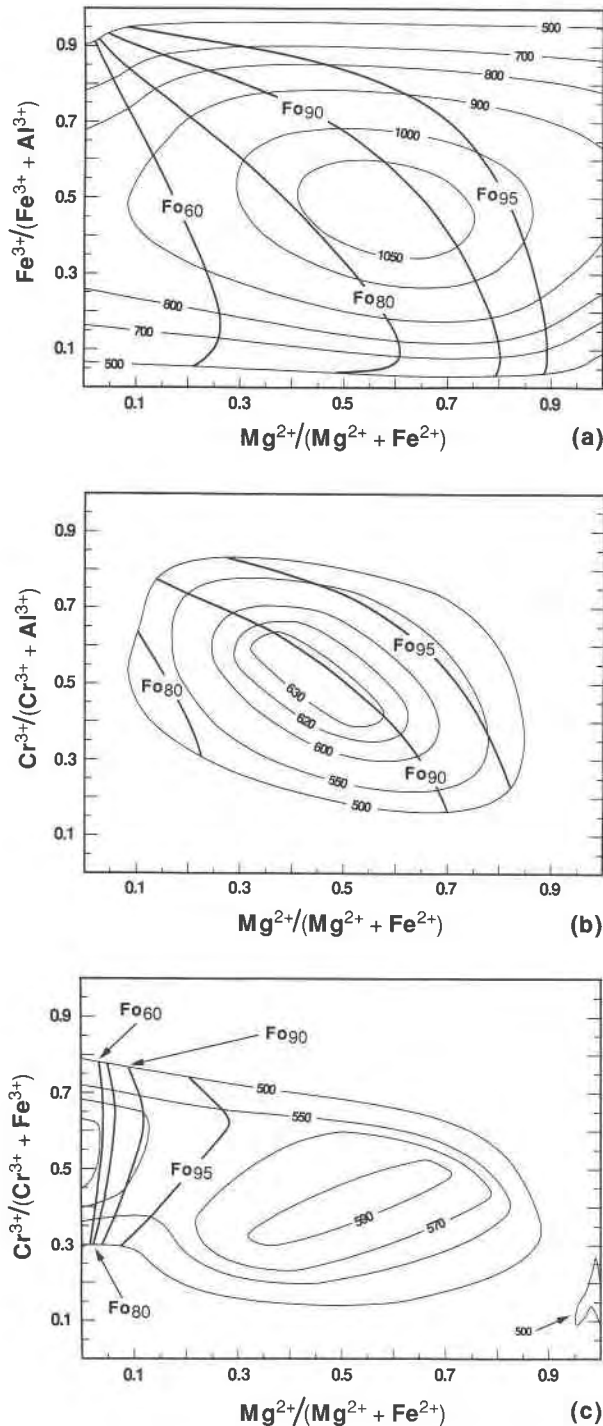 500
0.9
700
800
900
Fo90
0.7
1000
Fe3+/(Fe3+ + Al3+)
Fo60
Fo95
0.5
1050
0.3
Fo80
800
700
0.1
500
0.1 0.3 0.5 0.7 0.9
Mg2+/(Mg2+ + Fe2+)
(a)
0.9
0.7
Cr3+/(Cr3+ + Al3+)
Fo95
Fo80
0.5
630
620
600
0.3
Fo90
550
500
0.1
0.1 0.3 0.5 0.7 0.9
Mg2+/(Mg2+ + Fe2+)
(b)
Fo60
0.9
Fo90
0.7
500
550
Cr3+/(Cr3+ + Fe3+)
0.5
Fo95
590
570
0.3
0.1
500
Fo80
0.1 0.3 0.5 0.7 0.9
Mg2+/(Mg2+ + Fe2+)
(c)